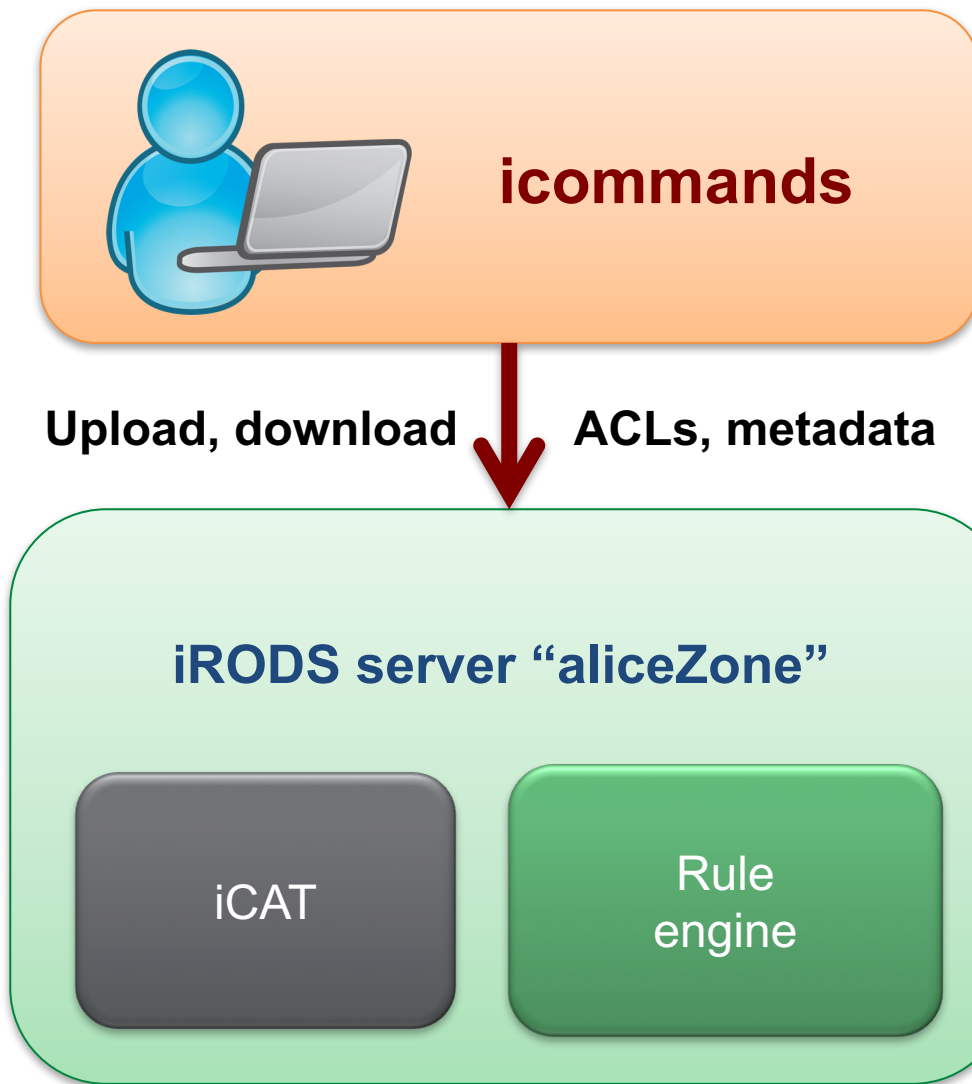 icommands
Upload, download
ACLs, metadata
iRODS server “aliceZone”
iCAT
Rule
engine